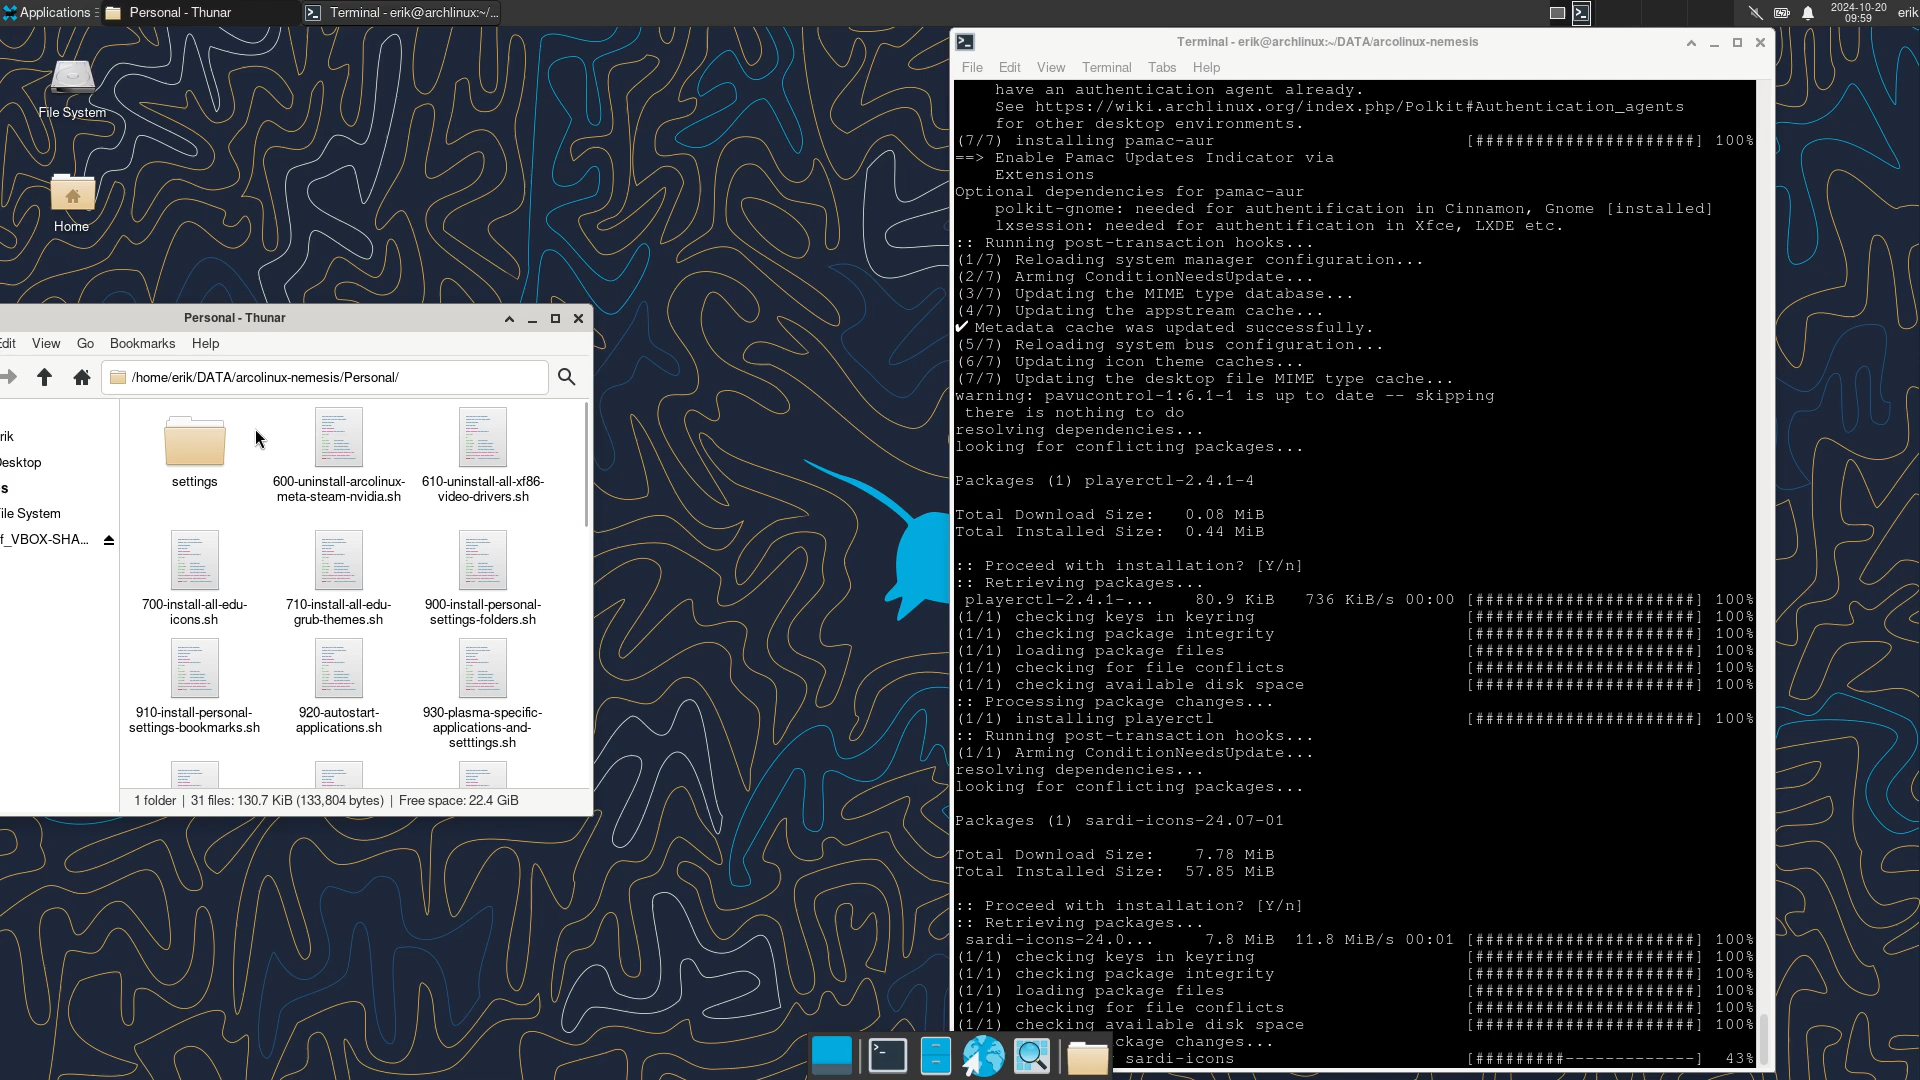 Applications
Personal - Thunar
Terminal - erik@archlinux:~/...
2024-10-20
09:59
erik
File System
Home
Personal - Thunar
Edit View Go Bookmarks Help
/home/erik/DATA/arcolinux-nemesis/Personal/
rik
Desktop
s
ile System
f_VBOX-SHA...
settings
600-uninstall-arcolinux-
meta-steam-nvidia.sh
610-uninstall-all-xf86-
video-drivers.sh
700-install-all-edu-
icons.sh
710-install-all-edu-
grub-themes.sh
900-install-personal-
settings-folders.sh
910-install-personal-
settings-bookmarks.sh
920-autostart-
applications.sh
930-plasma-specific-
applications-and-
setttings.sh
1 folder | 31 files: 130.7 KiB (133,804 bytes) | Free space: 22.4 GiB
Terminal - erik@archlinux:~/DATA/arcolinux-nemesis
File Edit View Terminal Tabs Help
have an authentication agent already.
See https://wiki.archlinux.org/index.php/Polkit#Authentication_agents
for other desktop environments.
(7/7) installing pamac-aur [######################] 100%
==> Enable Pamac Updates Indicator via
Extensions
Optional dependencies for pamac-aur
polkit-gnome: needed for authentification in Cinnamon, Gnome [installed]
lxsession: needed for authentification in Xfce, LXDE etc.
:: Running post-transaction hooks...
(1/7) Reloading system manager configuration...
(2/7) Arming ConditionNeedsUpdate...
(3/7) Updating the MIME type database...
(4/7) Updating the appstream cache...
✔ Metadata cache was updated successfully.
(5/7) Reloading system bus configuration...
(6/7) Updating icon theme caches...
(7/7) Updating the desktop file MIME type cache...
warning: pavucontrol-1:6.1-1 is up to date -- skipping
there is nothing to do
resolving dependencies...
looking for conflicting packages...
Packages (1) playerctl-2.4.1-4
Total Download Size: 0.08 MiB
Total Installed Size: 0.44 MiB
:: Proceed with installation? [Y/n]
:: Retrieving packages...
playerctl-2.4.1-... 80.9 KiB 736 KiB/s 00:00 [######################] 100%
(1/1) checking keys in keyring [######################] 100%
(1/1) checking package integrity [######################] 100%
(1/1) loading package files [######################] 100%
(1/1) checking for file conflicts [######################] 100%
(1/1) checking available disk space [######################] 100%
:: Processing package changes...
(1/1) installing playerctl [######################] 100%
:: Running post-transaction hooks...
(1/1) Arming ConditionNeedsUpdate...
resolving dependencies...
looking for conflicting packages...
Packages (1) sardi-icons-24.07-01
Total Download Size: 7.78 MiB
Total Installed Size: 57.85 MiB
:: Proceed with installation? [Y/n]
:: Retrieving packages...
sardi-icons-24.0... 7.8 MiB 11.8 MiB/s 00:01 [######################] 100%
(1/1) checking keys in keyring [######################] 100%
(1/1) checking package integrity [######################] 100%
(1/1) loading package files [######################] 100%
(1/1) checking for file conflicts [######################] 100%
(1/1) checking available disk space [######################] 100%
ckage changes...
sardi-icons [#########-------------] 43%